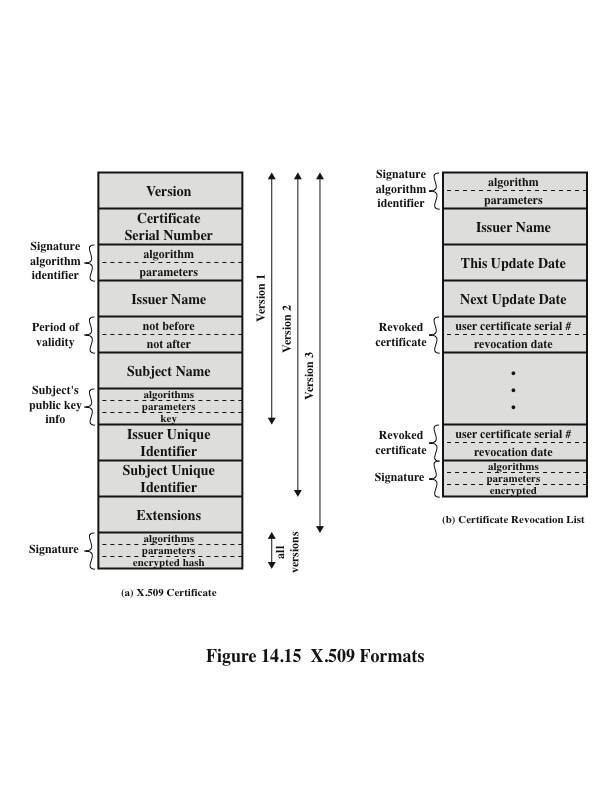 Signature
algorithm
identifier
Period of
validity
Subject's
public key
info
Signature
Version
Certificate
Serial Number
algorithm
parameters
Issuer Name
not before
not after
Subject Name
algorithms
parameters
key
Issuer Unique
Identifier
Subject Unique
Identifier
Extensions
algorithms
parameters
encrypted hash
Version 1
Version 2
Version 3
all
versions
(a) X.509 Certificate
Signature
algorithm
identifier
Revoked
certificate
Revoked
certificate
Signature
algorithm
parameters
Issuer Name
This Update Date
Next Update Date
user certificate serial #
revocation date
user certificate serial #
revocation date
algorithms
parameters
encrypted
(b) Certificate Revocation List
Figure 14.15 X.509 Formats